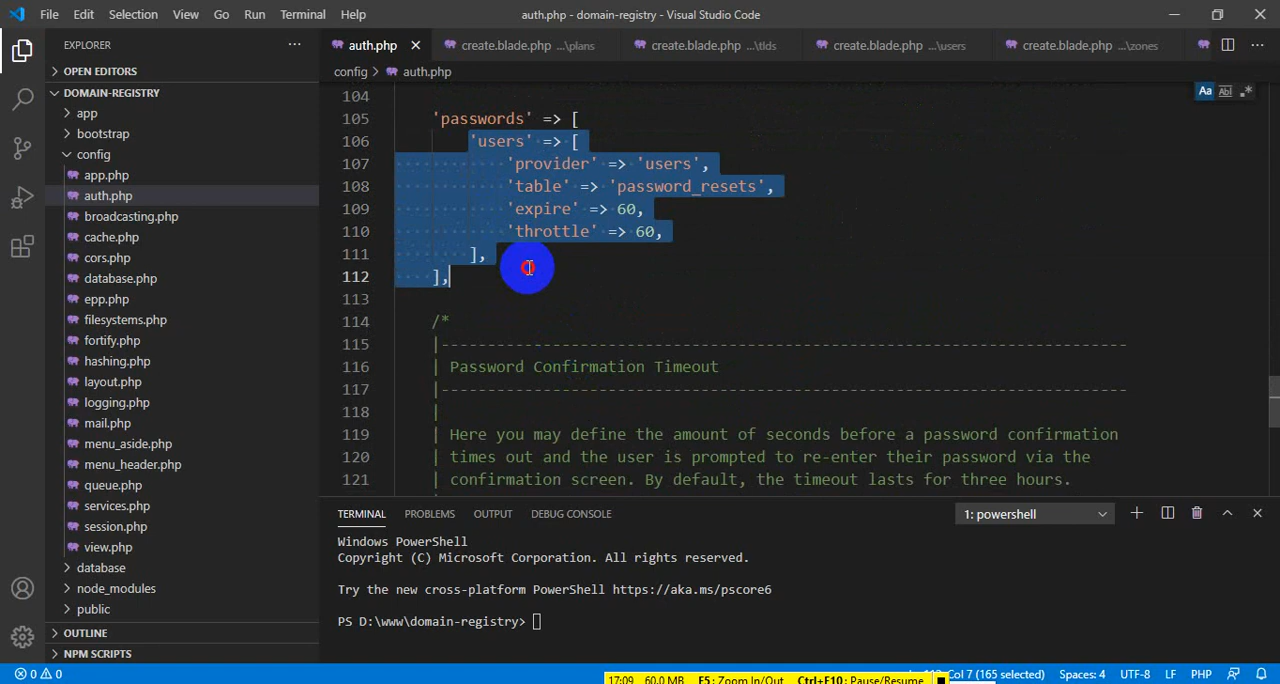 File Edit Selection View Go Run Terminal Help auth.php - domain-registry - Visual Studio Code
EXPLORER
OPEN EDITORS
DOMAIN-REGISTRY
app
bootstrap
config
app.php
auth.php
broadcasting.php
cache.php
cors.php
database.php
epp.php
filesystems.php
fortify.php
hashing.php
layout.php
logging.php
mail.php
menu_aside.php
menu_header.php
queue.php
services.php
session.php
view.php
database
node_modules
public
OUTLINE
NPM SCRIPTS
auth.php create.blade.php ...\plans create.blade.php ...\tlds create.blade.php ...\users create.blade.php ...\zones
config > auth.php
Aa Abl .*
104
105 'passwords' => [
106 'users' => [
107 'provider' => 'users',
108 'table' => 'password_resets',
109 'expire' => 60,
110 'throttle' => 60,
111 ],
112 ],
113
114 /*
115 |--------------------------------------------------------------------------
116 | Password Confirmation Timeout
117 |--------------------------------------------------------------------------
118 |
119 | Here you may define the amount of seconds before a password confirmation
120 | times out and the user is prompted to re-enter their password via the
121 | confirmation screen. By default, the timeout lasts for three hours.
TERMINAL PROBLEMS OUTPUT DEBUG CONSOLE 1: powershell
Windows PowerShell
Copyright (C) Microsoft Corporation. All rights reserved.
Try the new cross-platform PowerShell https://aka.ms/pscore6
PS D:\www\domain-registry>
0 0 Col 7 (165 selected) Spaces: 4 UTF-8 LF PHP
17:09 60.0 MB F5: Zoom In/Out Ctrl+F10: Pause/Resume